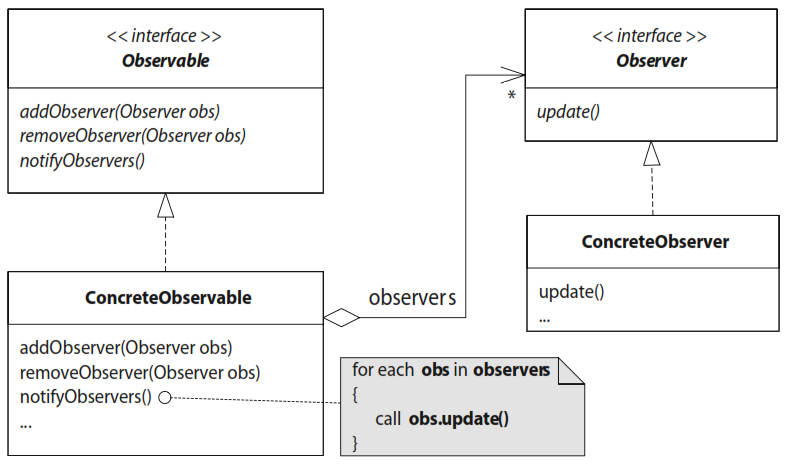 << interface >>
Observable
addObserver(Observer obs)
removeObserver(Observer obs)
notifyObservers()
<< interface >>
Observer
update()
*
ConcreteObserver
update()
...
ConcreteObservable
addObserver(Observer obs)
removeObserver(Observer obs)
notifyObservers()
...
observers
for each obs in observers
{
call obs.update()
}